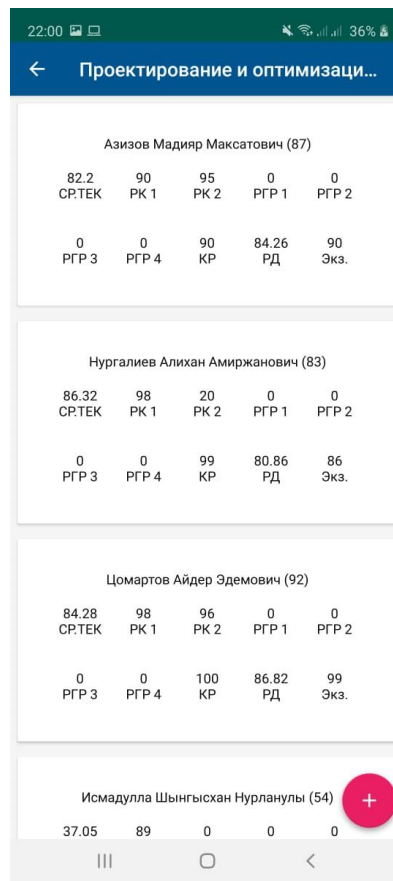 22:00 36%
Проектирование и оптимизаци...
Азизов Мадияр Максатович (87)
82.2 90 95 0 0
СР.ТЕК РК 1 РК 2 РГР 1 РГР 2
0 0 90 84.26 90
РГР 3 РГР 4 КР РД Экз.
Нургалиев Алихан Амиржанович (83)
86.32 98 20 0 0
СР.ТЕК РК 1 РК 2 РГР 1 РГР 2
0 0 99 80.86 86
РГР 3 РГР 4 КР РД Экз.
Цомартов Айдер Эдемович (92)
84.28 98 96 0 0
СР.ТЕК РК 1 РК 2 РГР 1 РГР 2
0 0 100 86.82 99
РГР 3 РГР 4 КР РД Экз.
Исмадулла Шынгысхан Нурланулы (54)
37.05 89 0 0 0